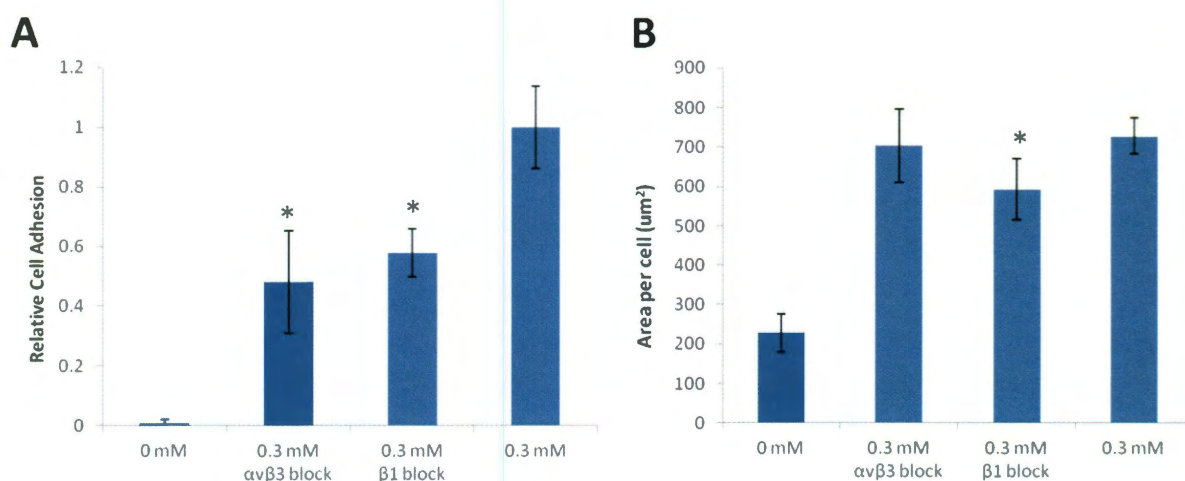 A
Relative Cell Adhesion
1.2
1
0.8
0.6
0.4
0.2
0
*
*
0 mM
0.3 mM
αvβ3 block
0.3 mM
β1 block
0.3 mM
B
Area per cell (um²)
900
800
700
600
500
400
300
200
100
0
*
0 mM
0.3 mM
αvβ3 block
0.3 mM
β1 block
0.3 mM